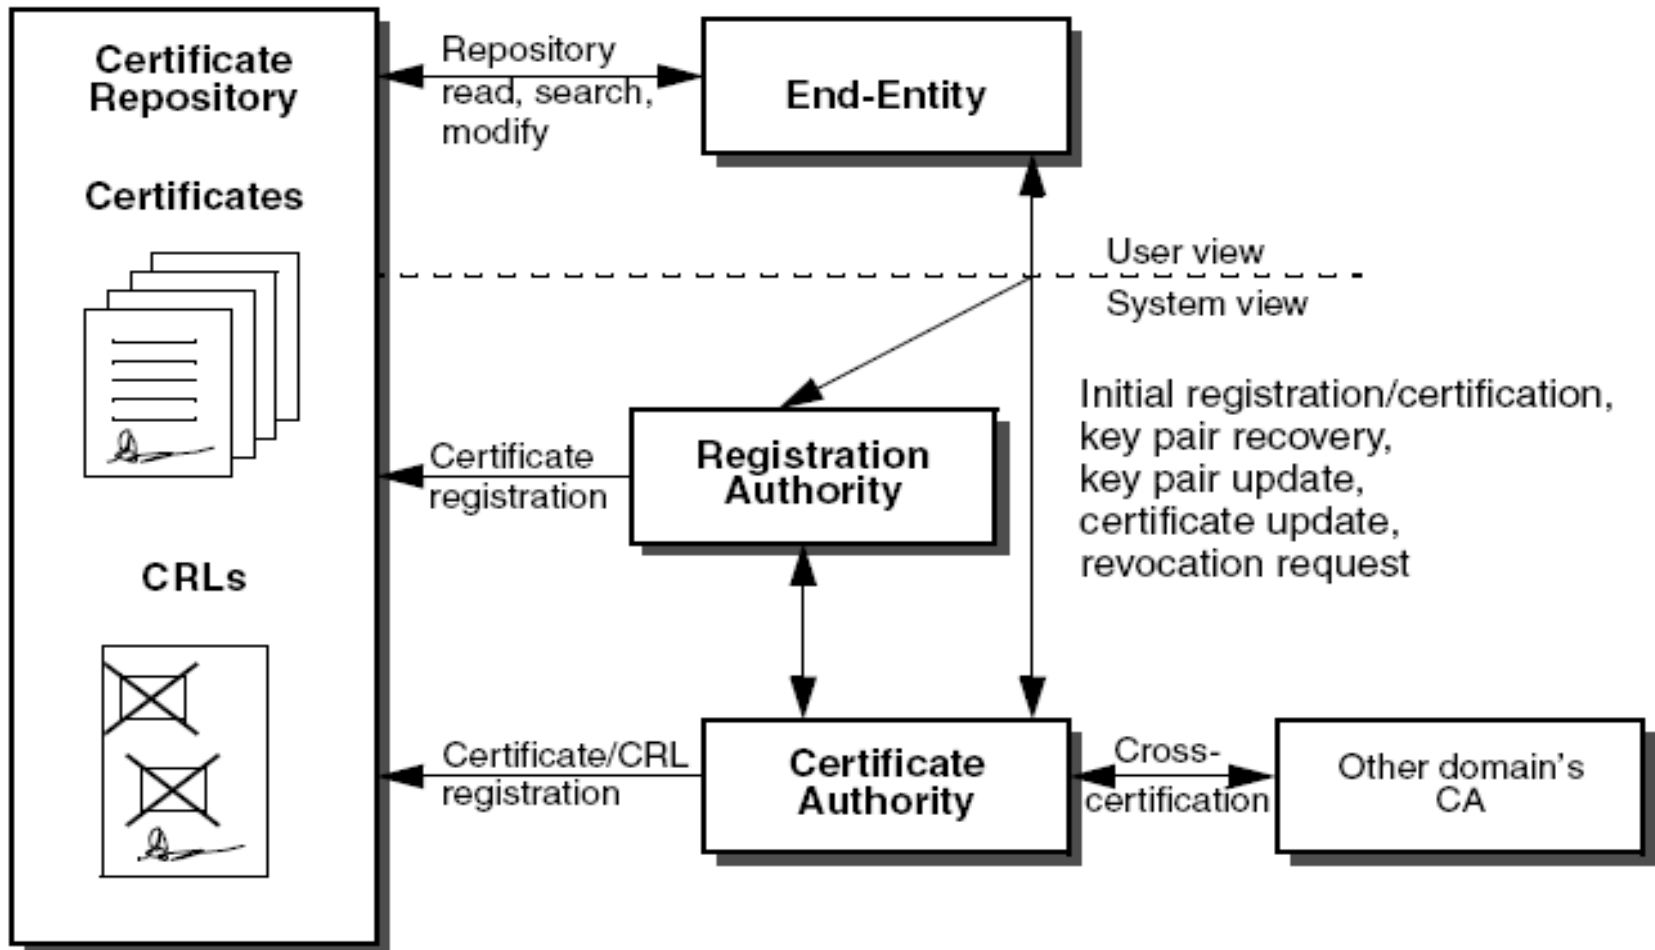 Certificate
Repository
Certificates
CRLs
Repository
read, search,
modify
End-Entity
User view
System view
Initial registration/certification,
key pair recovery,
key pair update,
certificate update,
revocation request
Certificate
registration
Registration
Authority
Certificate/CRL
registration
Certificate
Authority
Cross-
certification
Other domain's
CA